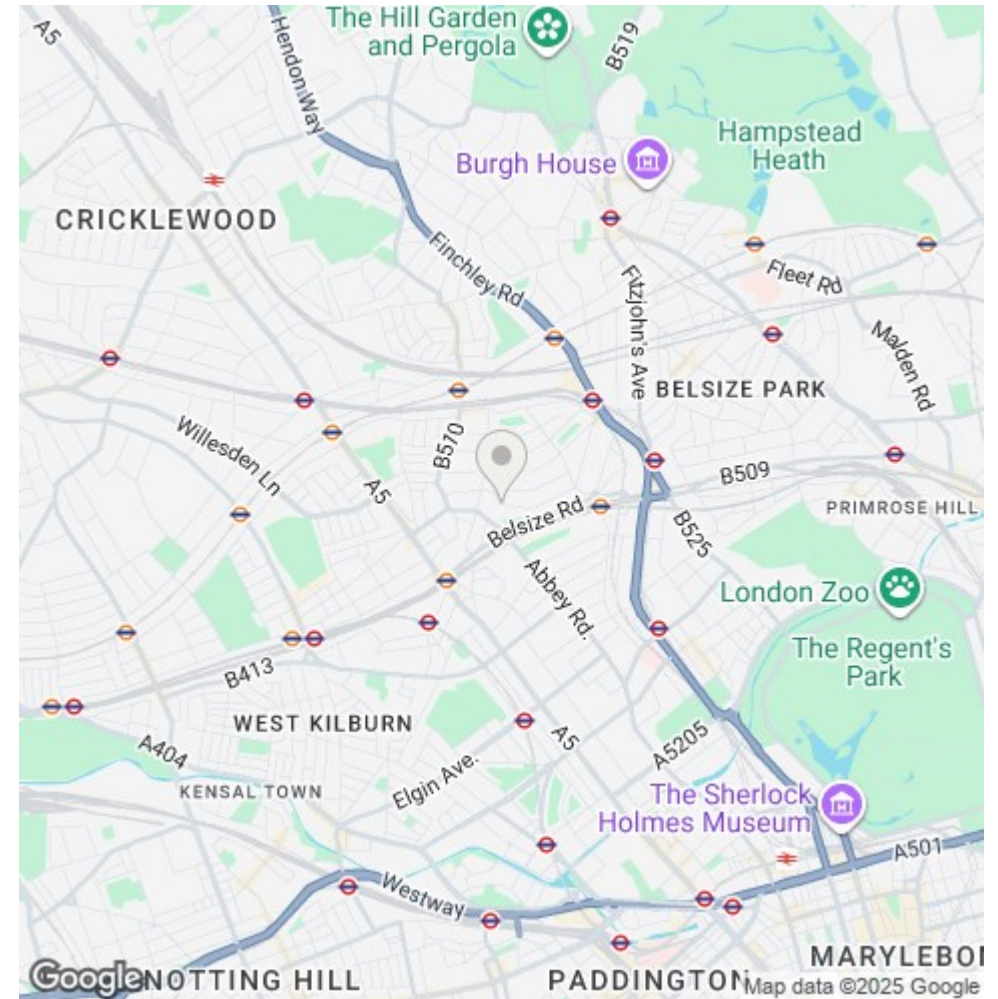 A5
Hendon Way
The Hill Garden
and Pergola
B519
Burgh House
Hampstead
Heath
CRICKLEWOOD
Finchley Rd
Fitzjohn's Ave
Fleet Rd
Malden Rd
BELSIZE PARK
Willesden Ln
B570
A5
B509
Belsize Rd
B525
PRIMROSE HILL
Abbey Rd.
London Zoo
The Regent's
Park
B413
WEST KILBURN
A5
A5205
A404
KENSAL TOWN
Elgin Ave.
The Sherlock
Holmes Museum
A501
Westway
MARYLEBO
Google
NOTTING HILL
PADDINGTON
Map data ©2025 Google